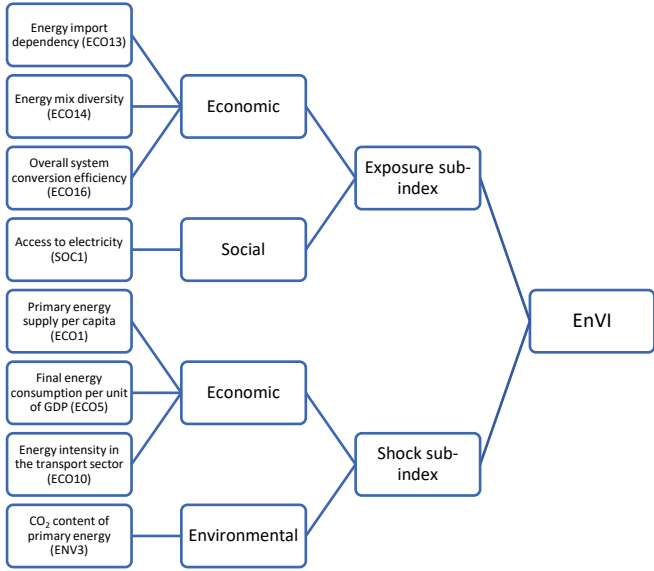 Energy import
dependency (ECO13)
Energy mix diversity
(ECO14)
Overall system
conversion efficiency
(ECO16)
Access to electricity
(SOC1)
Primary energy
supply per capita
(ECO1)
Final energy
consumption per unit
of GDP (ECO5)
Energy intensity in
the transport sector
(ECO10)
CO₂ content of
primary energy
(ENV3)
Economic
Social
Economic
Environmental
Exposure sub-
index
Shock sub-
index
EnVI